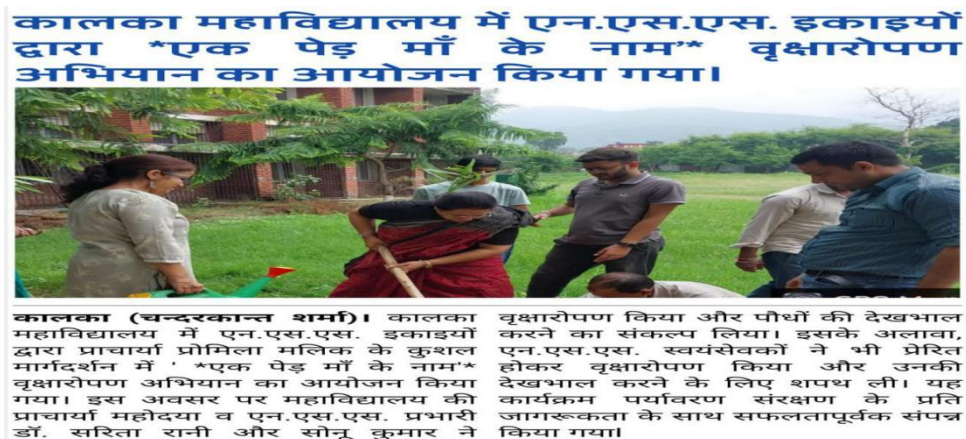 कालका महाविद्यालय में एन.एस.एस. इकाइयों
द्वारा *एक पेड़ माँ के नाम’* वृक्षारोपण
अभियान का आयोजन किया गया।
कालका (चन्दरकान्त शर्मा)। कालका
महाविद्यालय में एन.एस.एस. इकाइयों
द्वारा प्राचार्या प्रोमिला मलिक के कुशल
मार्गदर्शन में ' *एक पेड़ माँ के नाम'*
वृक्षारोपण अभियान का आयोजन किया
गया। इस अवसर पर महाविद्यालय की
प्राचार्या महोदया व एन.एस.एस. प्रभारी
डॉ. सरिता रानी और सोनू कुमार ने
वृक्षारोपण किया और पौधों की देखभाल
करने का संकल्प लिया। इसके अलावा,
एन.एस.एस. स्वयंसेवकों ने भी प्रेरित
होकर वृक्षारोपण किया और उनकी
देखभाल करने के लिए शपथ ली। यह
कार्यक्रम पर्यावरण संरक्षण के प्रति
जागरूकता के साथ सफलतापूर्वक संपन्न
किया गया।